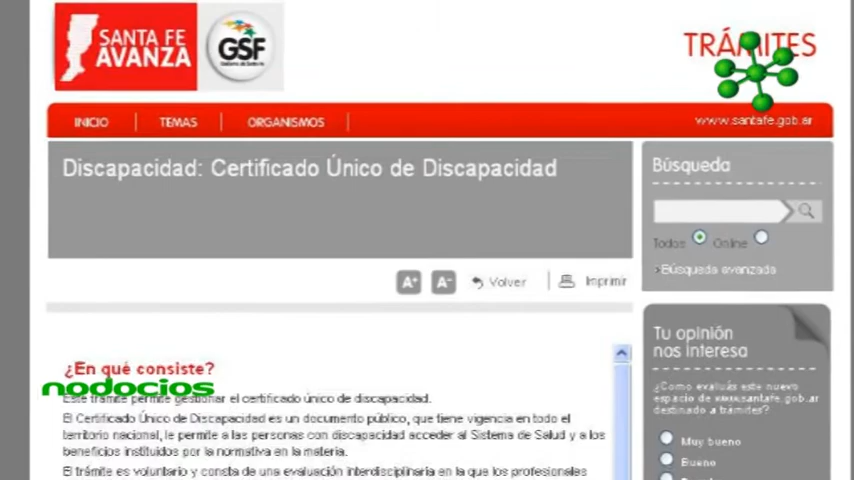 SANTA FE
AVANZA
GSF
TRÁMITES
INICIO
TEMAS
ORGANISMOS
www.santafe.gob.ar
Discapacidad: Certificado Único de Discapacidad
Búsqueda
Todos
Online
Búsqueda avanzada
A+
A-
Volver
Imprimir
Tu opinión
nos interesa
¿Como evaluás este nuevo
espacio de www.santafe.gob.ar
destinado a trámites?
Muy bueno
Bueno
¿En qué consiste?
nodocios
Este trámite permite gestionar el certificado único de discapacidad.
El Certificado Único de Discapacidad es un documento público, que tiene vigencia en todo el
territorio nacional, le permite a las personas con discapacidad acceder al Sistema de Salud y a los
beneficios instituidos por la normativa en la materia.
El trámite es voluntario y consta de una evaluación interdisciplinaria en la que los profesionales